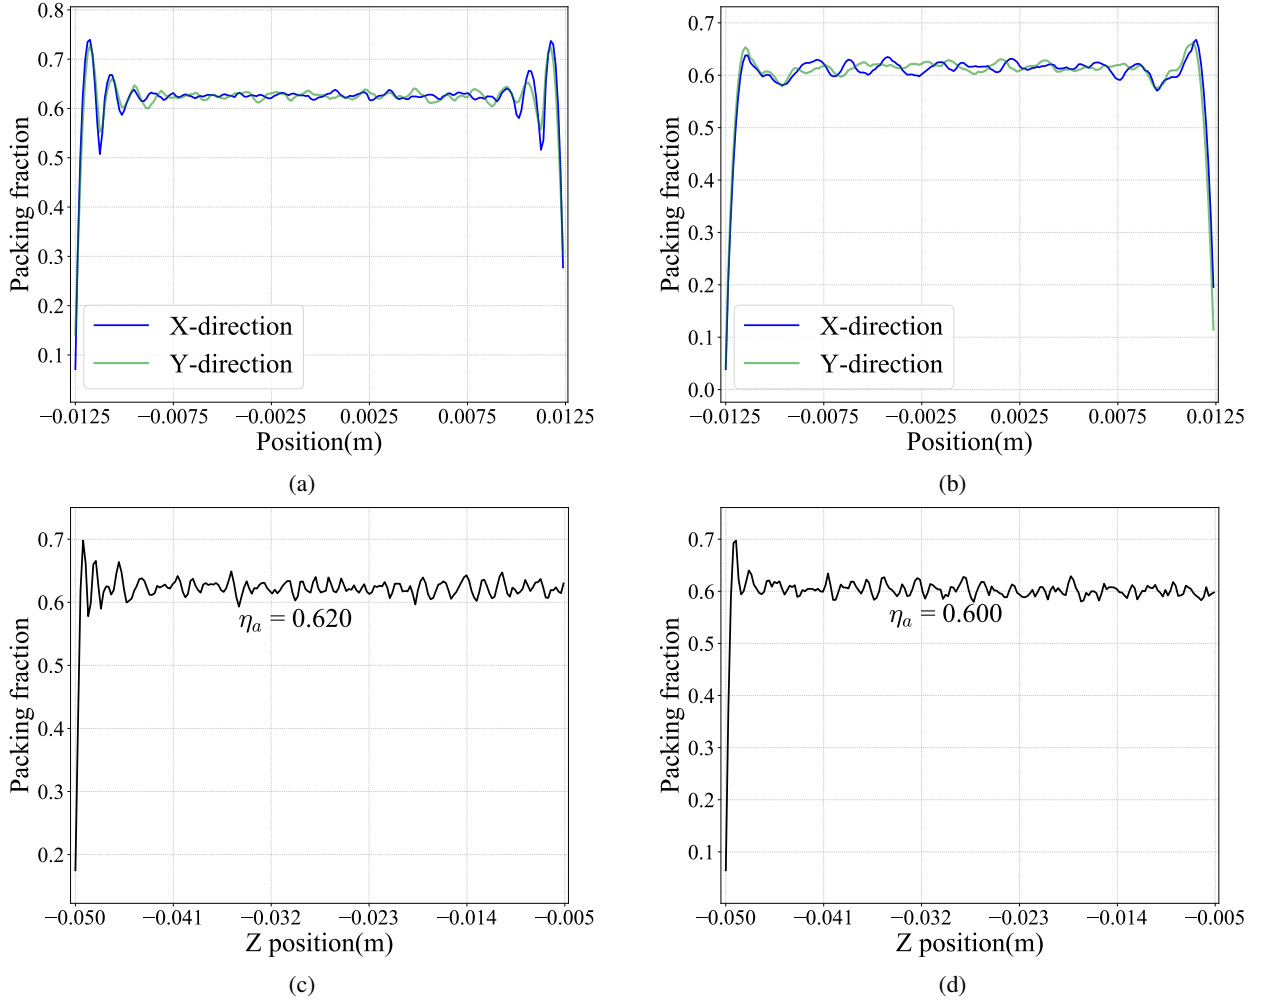 0.8
0.7
0.6
0.5
0.4
0.3
0.2
0.1
Packing fraction
X-direction
Y-direction
−0.0125 −0.0075 −0.0025 0.0025 0.0075 0.0125
Position(m)
(a)
0.7
0.6
0.5
0.4
0.3
0.2
0.1
0.0
Packing fraction
X-direction
Y-direction
−0.0125 −0.0075 −0.0025 0.0025 0.0075 0.0125
Position(m)
(b)
0.7
0.6
0.5
0.4
0.3
0.2
Packing fraction
ηₐ = 0.620
−0.050 −0.041 −0.032 −0.023 −0.014 −0.005
Z position(m)
(c)
0.7
0.6
0.5
0.4
0.3
0.2
0.1
Packing fraction
ηₐ = 0.600
−0.050 −0.041 −0.032 −0.023 −0.014 −0.005
Z position(m)
(d)